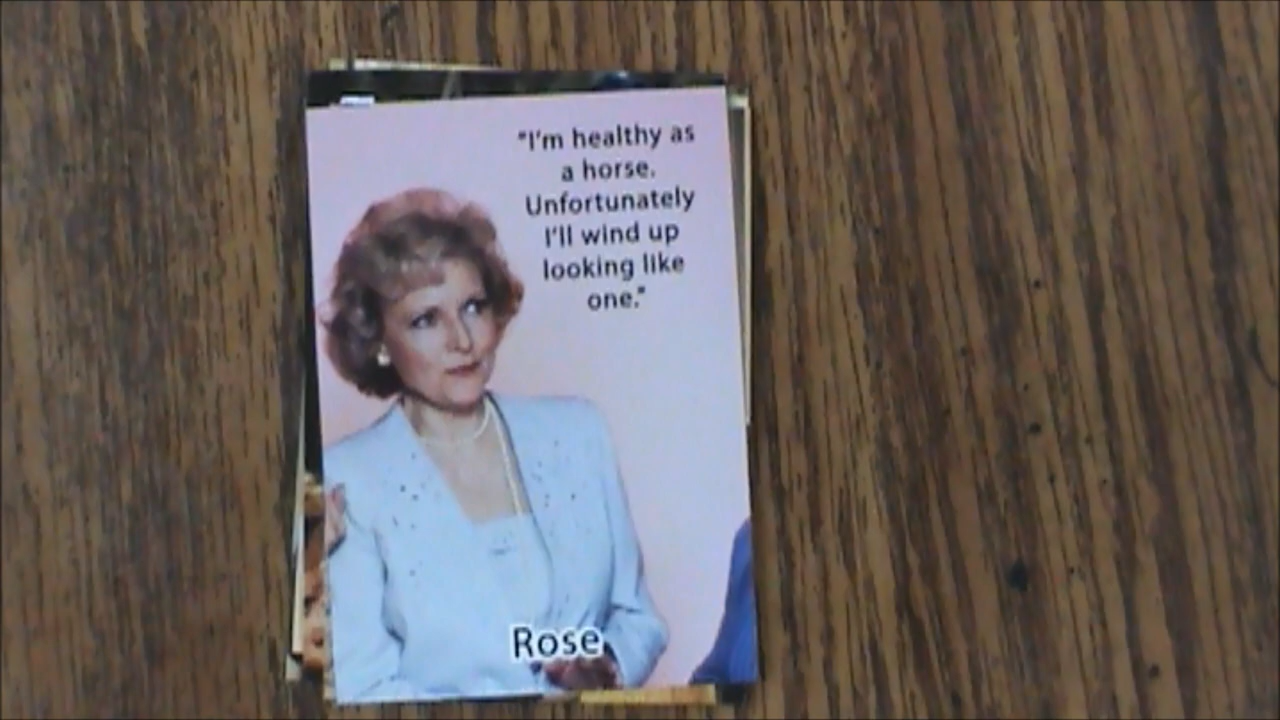 "I'm healthy as
a horse.
Unfortunately
I'll wind up
looking like
one."
Rose